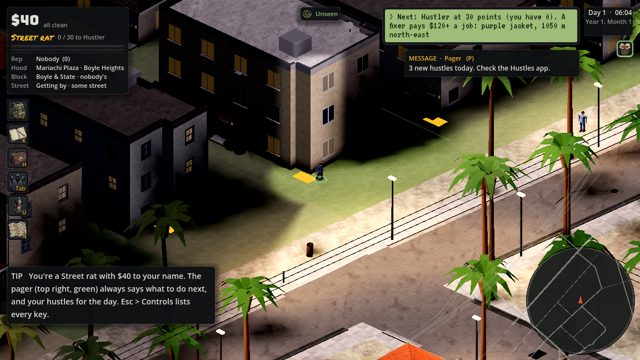 $40 all clean
STREET RAT 0 / 30 to Hustler
Rep Nobody (0)
Hood Mariachi Plaza · Boyle Heights
Block Boyle & State · nobody's
Street Getting by · some street
Unseen
> Next: Hustler at 30 points (you have 0). A
fixer pays $120+ a job: purple jacket, 1050 m
north-east
MESSAGE · Pager (P)
3 new hustles today. Check the Hustles app.
Day 1 · 06:04
Year 1, Month 1
Tab
U
TIP You're a Street rat with $40 to your name. The
pager (top right, green) always says what to do next,
and your hustles for the day. Esc > Controls lists
every key.